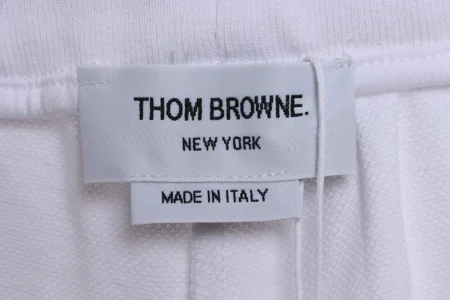 THOM BROWNE.
NEW YORK
MADE IN ITALY